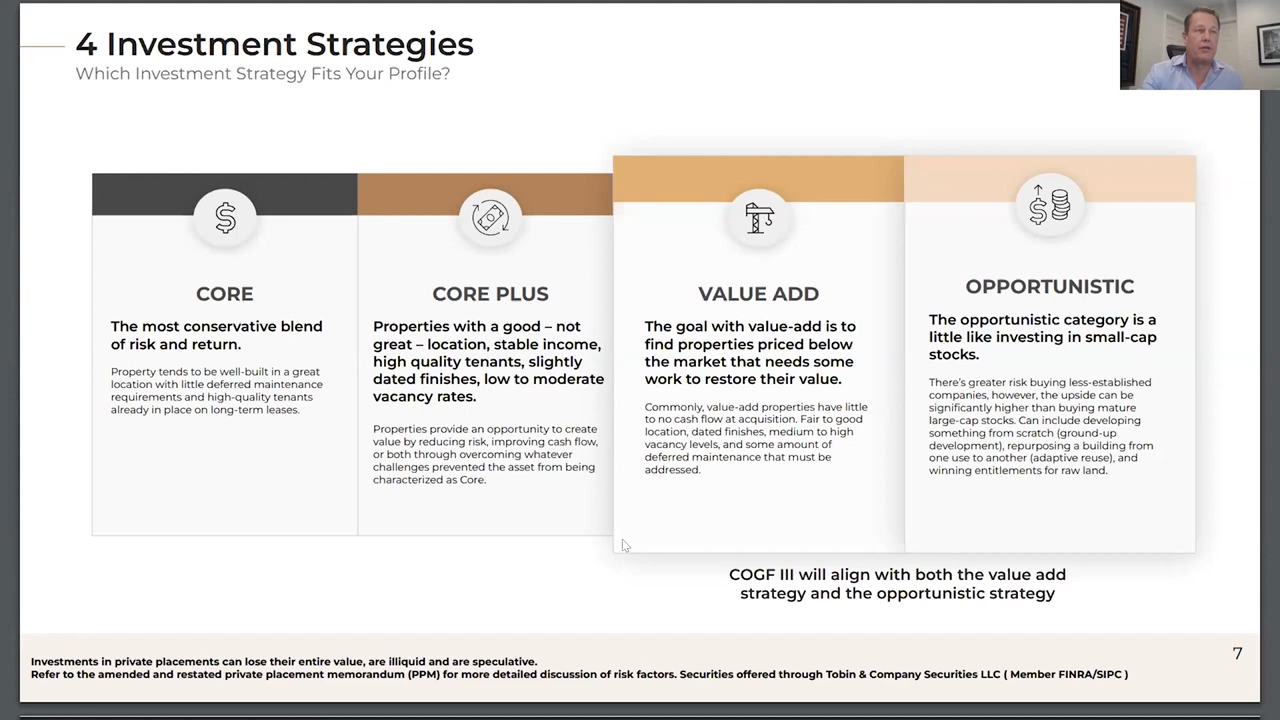 4 Investment Strategies
Which Investment Strategy Fits Your Profile?
CORE
The most conservative blend
of risk and return.
Property tends to be well-built in a great
location with little deferred maintenance
requirements and high-quality tenants
already in place on long-term leases.
CORE PLUS
Properties with a good – not
great – location, stable income,
high quality tenants, slightly
dated finishes, low to moderate
vacancy rates.
Properties provide an opportunity to create
value by reducing risk, improving cash flow,
or both through overcoming whatever
challenges prevented the asset from being
characterized as Core.
VALUE ADD
The goal with value-add is to
find properties priced below
the market that needs some
work to restore their value.
Commonly, value-add properties have little
to no cash flow at acquisition. Fair to good
location, dated finishes, medium to high
vacancy levels, and some amount of
deferred maintenance that must be
addressed.
OPPORTUNISTIC
The opportunistic category is a
little like investing in small-cap
stocks.
There's greater risk buying less-established
companies, however, the upside can be
significantly higher than buying mature
large-cap stocks. Can include developing
something from scratch (ground-up
development), repurposing a building from
one use to another (adaptive reuse), and
winning entitlements for raw land.
COGF III will align with both the value add
strategy and the opportunistic strategy
Investments in private placements can lose their entire value, are illiquid and are speculative.
Refer to the amended and restated private placement memorandum (PPM) for more detailed discussion of risk factors. Securities offered through Tobin & Company Securities LLC ( Member FINRA/SIPC )
7